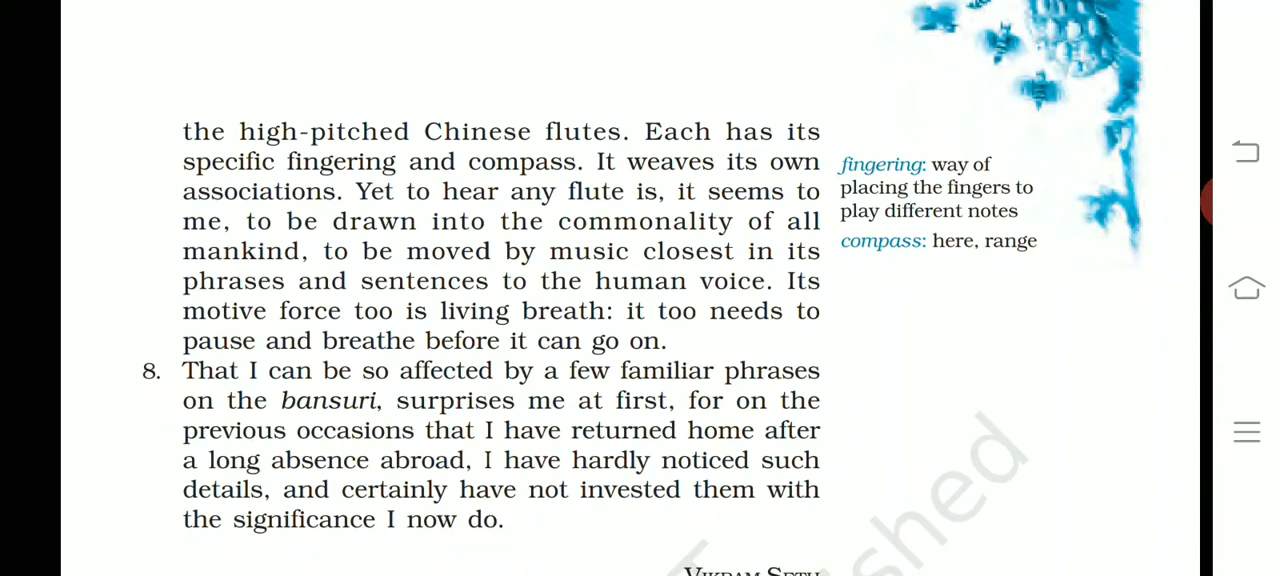 the high-pitched Chinese flutes. Each has its
specific fingering and compass. It weaves its own
associations. Yet to hear any flute is, it seems to
me, to be drawn into the commonality of all
mankind, to be moved by music closest in its
phrases and sentences to the human voice. Its
motive force too is living breath: it too needs to
pause and breathe before it can go on.
8. That I can be so affected by a few familiar phrases
on the bansuri, surprises me at first, for on the
previous occasions that I have returned home after
a long absence abroad, I have hardly noticed such
details, and certainly have not invested them with
the significance I now do.
VIKRAM SETH
fingering: way of
placing the fingers to
play different notes
compass: here, range